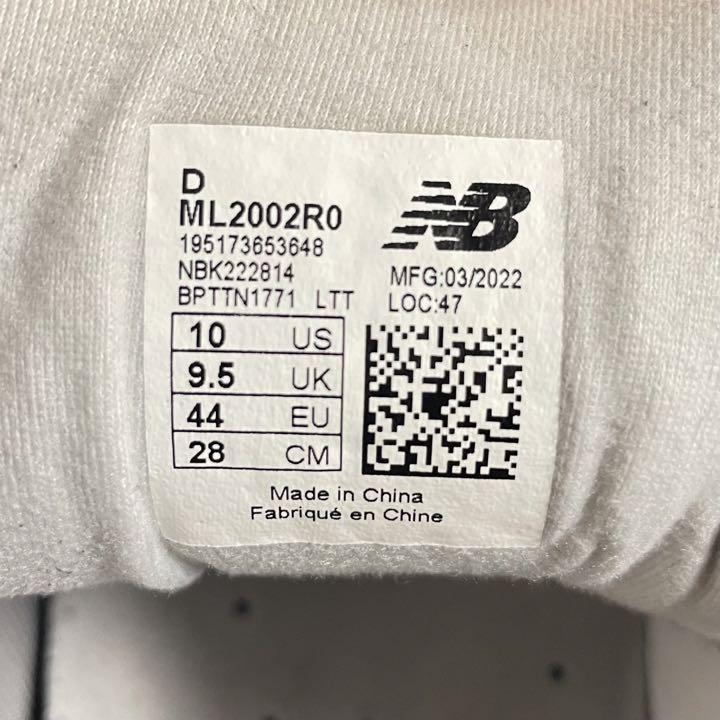 D
ML2002R0
195173653648
NBK222814
BPTTN1771 LTT
NB
MFG:03/2022
LOC:47
10 US
9.5 UK
44 EU
28 CM
Made in China
Fabriqué en Chine